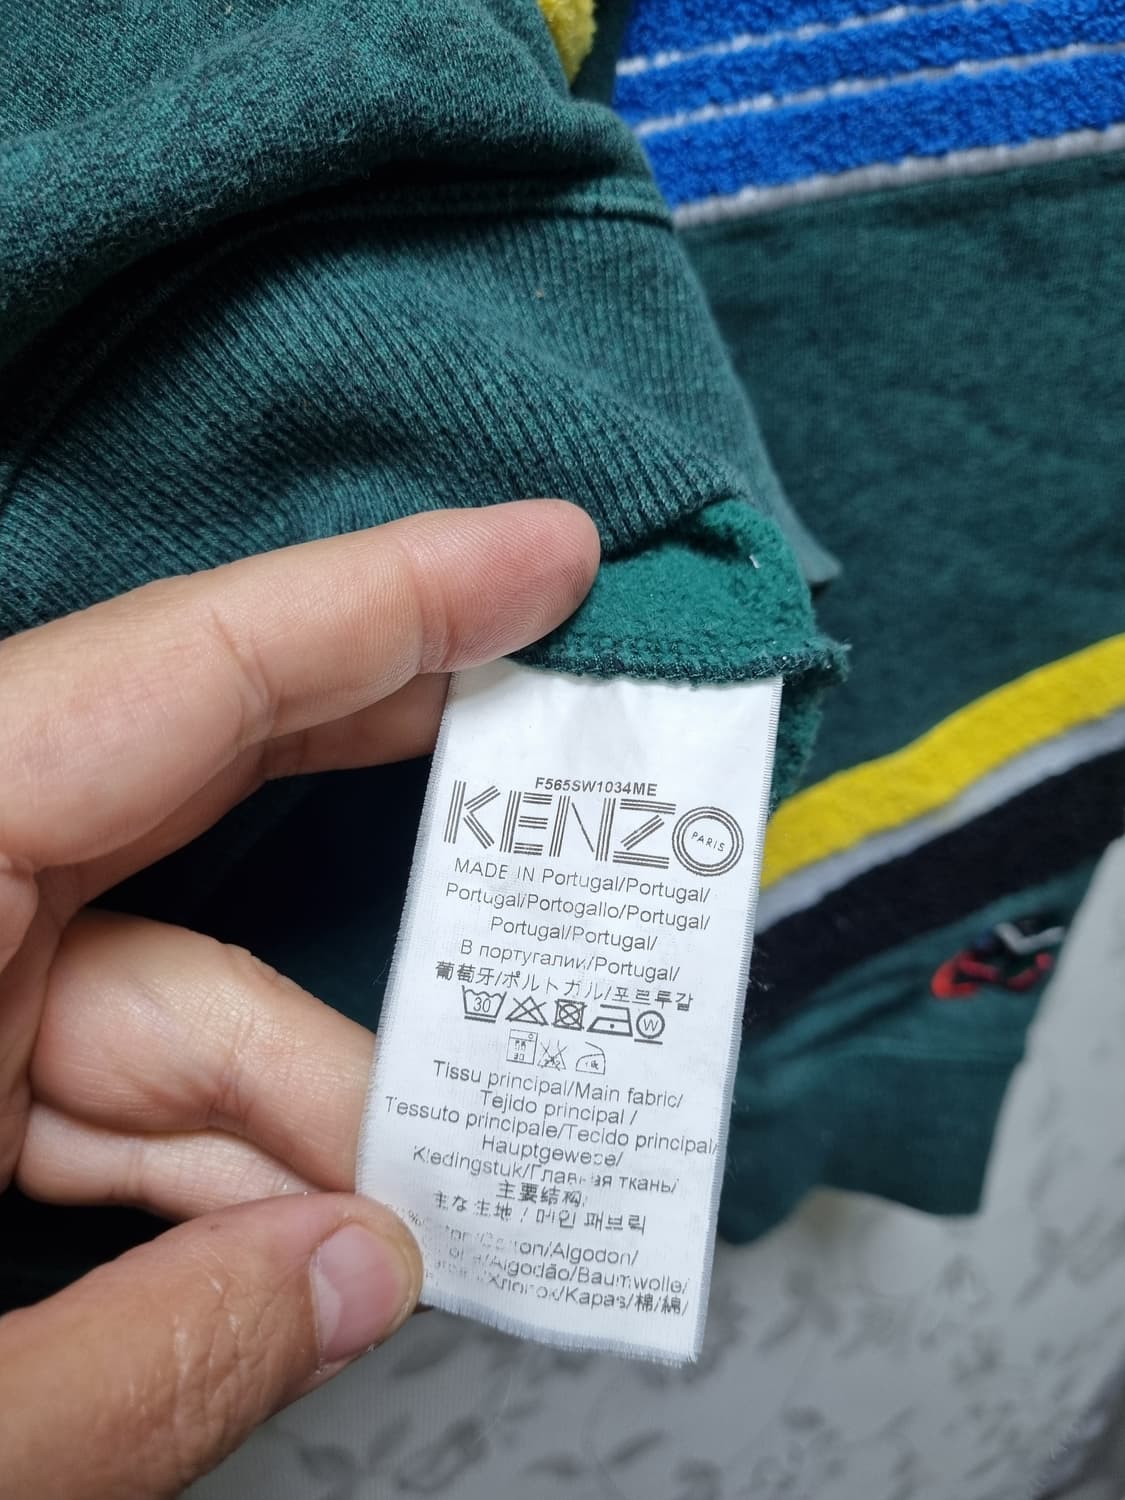 F565SW1034ME
KENZO
PARIS
MADE IN Portugal/Portugal/
Portugal/Portogallo/Portugal/
Portugal/Portugal/
В португалии/Portugal/
葡萄牙/ポルトガル/포르투갈
30 W
Tissu principal/Main fabric/
Tejido principal /
Tessuto principale/Tecido principal/
Hauptgewebe/
Kledingstuk/Главная ткань/
主要结构/
主な生地 / 메인 패브릭
/Algodon/
/Algodão/Baumwolle/
/Kapas/棉/綿/